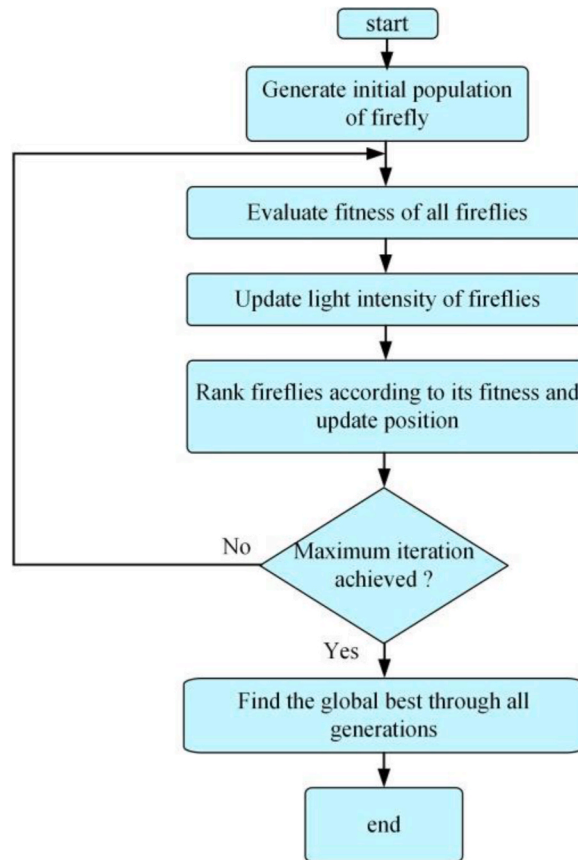 start
Generate initial population
of firefly
Evaluate fitness of all fireflies
Update light intensity of fireflies
Rank fireflies according to its fitness and
update position
No
Maximum iteration
achieved ?
Yes
Find the global best through all
generations
end